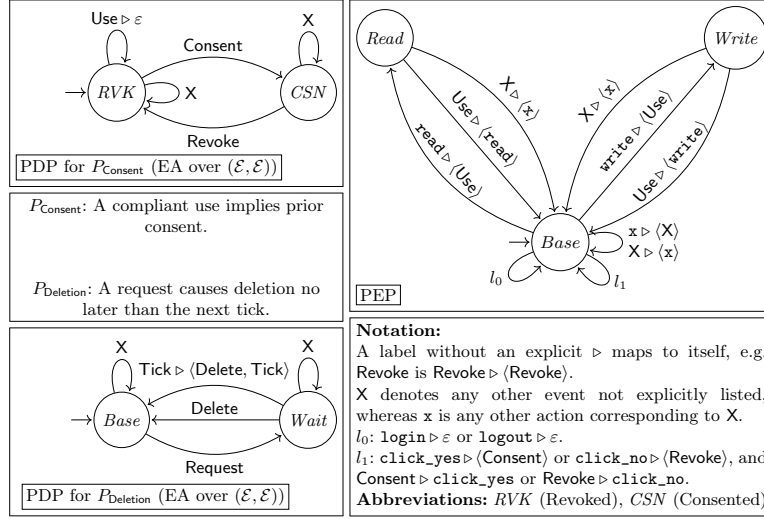 Use ▷ ε
X
Consent
RVK
X
CSN
Revoke
PDP for P_Consent (EA over (ℰ, ℰ))
P_Consent: A compliant use implies prior
consent.
P_Deletion: A request causes deletion no
later than the next tick.
X
X
Tick ▷ ⟨Delete, Tick⟩
Base
Delete
Wait
Request
PDP for P_Deletion (EA over (ℰ, ℰ))
Read
Write
X ▷ ⟨x⟩
Use ▷ ⟨read⟩
read ▷ ⟨Use⟩
X ▷ ⟨x⟩
write ▷ ⟨Use⟩
Use ▷ ⟨write⟩
Base
x ▷ ⟨X⟩
X ▷ ⟨x⟩
l₀
l₁
PEP
Notation:
A label without an explicit ▷ maps to itself, e.g.
Revoke is Revoke ▷ ⟨Revoke⟩.
X denotes any other event not explicitly listed,
whereas x is any other action corresponding to X.
l₀: login ▷ ε or logout ▷ ε.
l₁: click_yes ▷ ⟨Consent⟩ or click_no ▷ ⟨Revoke⟩, and
Consent ▷ click_yes or Revoke ▷ click_no.
Abbreviations: RVK (Revoked), CSN (Consented)